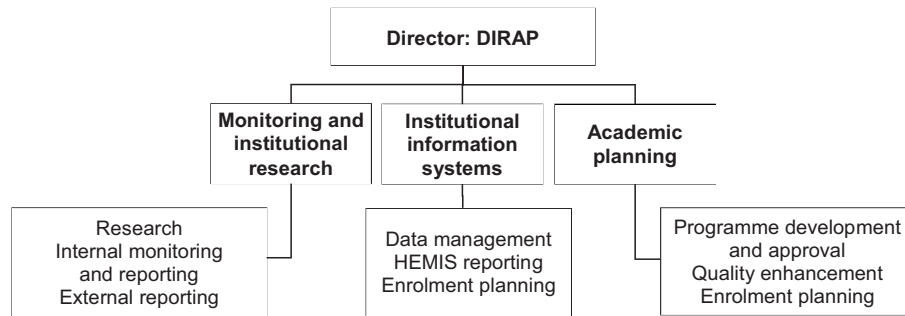 Director: DIRAP
Monitoring and
institutional
research
Institutional
information
systems
Academic
planning
Research
Internal monitoring
and reporting
External reporting
Data management
HEMIS reporting
Enrolment planning
Programme development
and approval
Quality enhancement
Enrolment planning